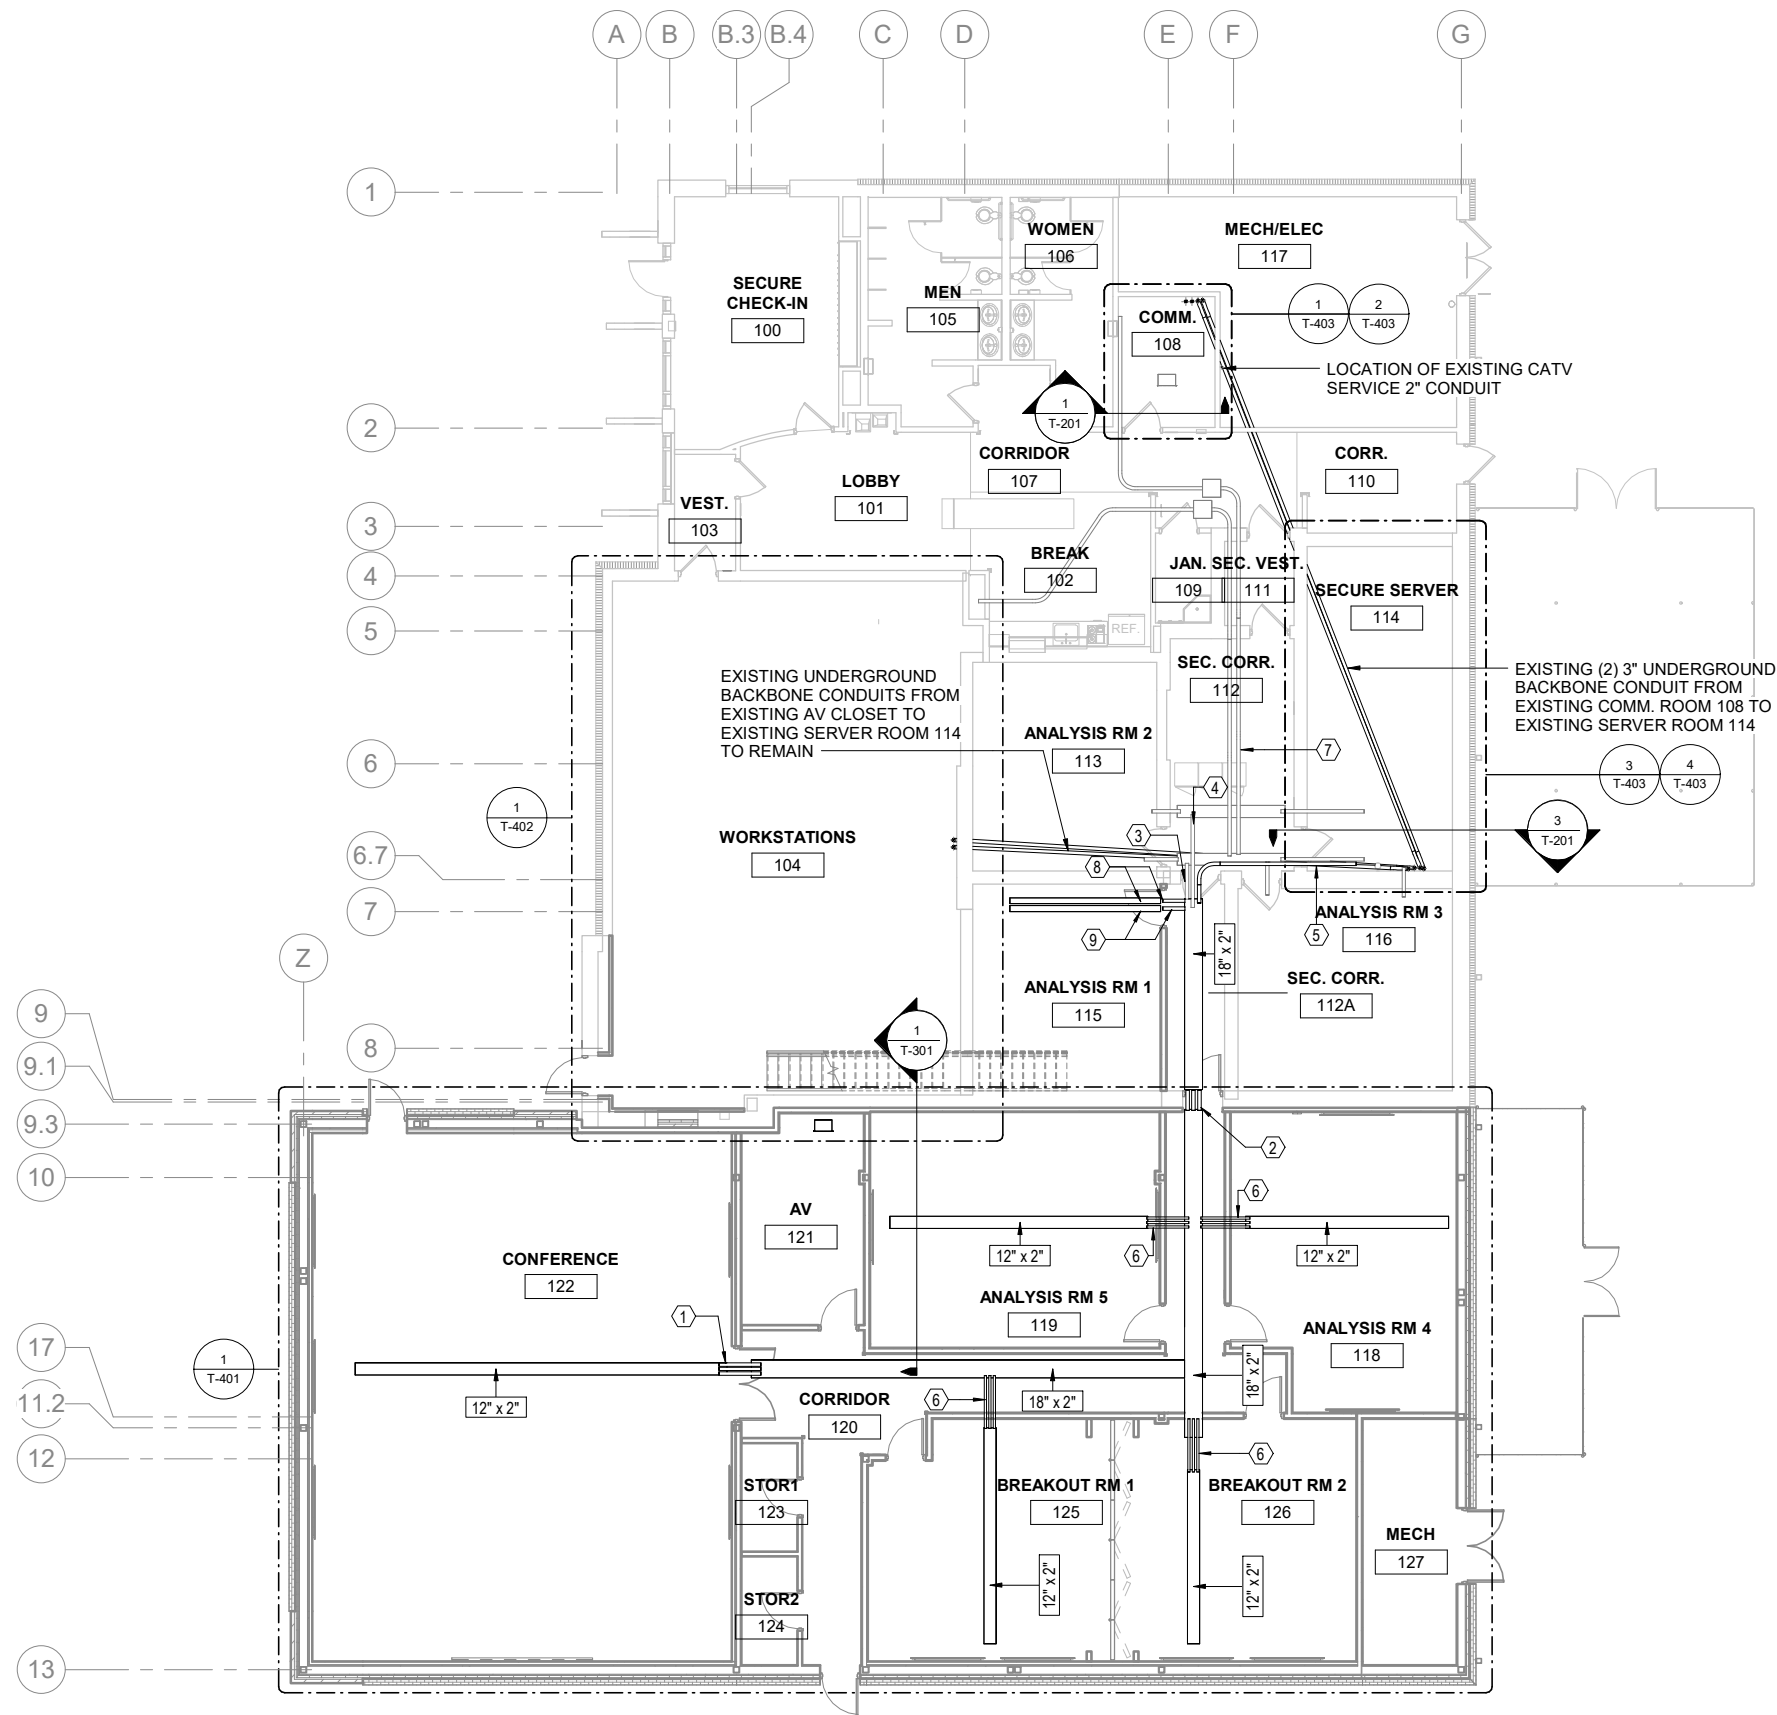 A
B
B.3
B.4
C
D
E
F
G
1
WOMEN
106
MECH/ELEC
117
SECURE
CHECK-IN
100
MEN
105
COMM.
108
1
T-403
2
T-403
LOCATION OF EXISTING CATV
SERVICE 2" CONDUIT
1
T-201
2
CORRIDOR
107
CORR.
110
LOBBY
101
VEST.
103
3
BREAK
102
JAN.
109
SEC. VEST.
111
SECURE SERVER
114
4
5
REF.
SEC. CORR.
112
EXISTING UNDERGROUND
BACKBONE CONDUITS FROM
EXISTING AV CLOSET TO
EXISTING SERVER ROOM 114
TO REMAIN
EXISTING (2) 3" UNDERGROUND
BACKBONE CONDUIT FROM
EXISTING COMM. ROOM 108 TO
EXISTING SERVER ROOM 114
ANALYSIS RM 2
113
7
6
3
T-403
4
T-403
4
1
T-402
WORKSTATIONS
104
3
3
T-201
6.7
8
7
9
ANALYSIS RM 3
116
5
18" x 2"
Z
ANALYSIS RM 1
115
SEC. CORR.
112A
9
8
1
T-301
9.1
9.3
2
10
AV
121
6
12" x 2"
6
12" x 2"
CONFERENCE
122
ANALYSIS RM 5
119
1
ANALYSIS RM 4
118
17
1
T-401
11.2
12" x 2"
CORRIDOR
120
6
18" x 2"
18" x 2"
12
6
STOR1
123
BREAKOUT RM 1
125
BREAKOUT RM 2
126
MECH
127
12" x 2"
12" x 2"
STOR2
124
13